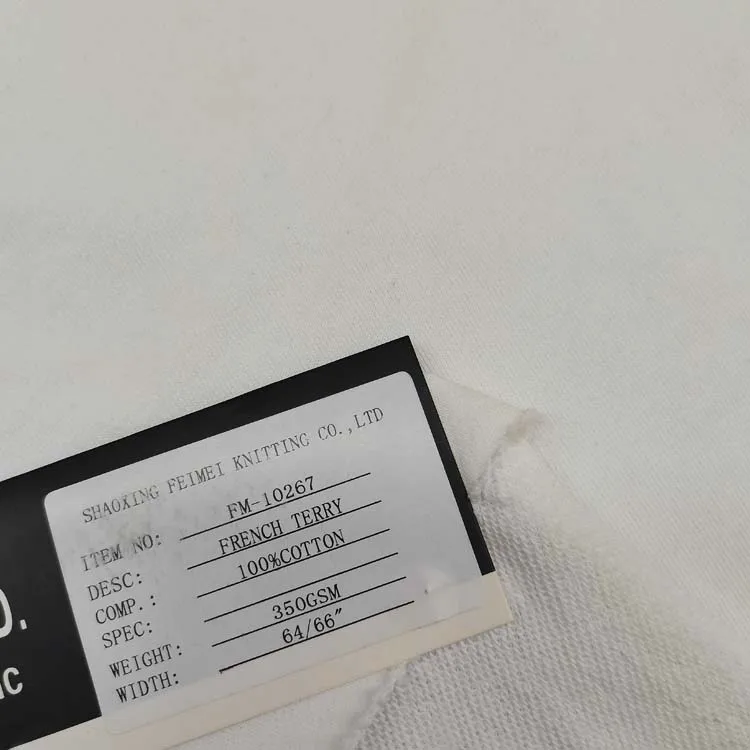 SHAOXING FEIMEI KNITTING CO.,LTD
ITEM NO: FM-10267
DESC: FRENCH TERRY
COMP.: 100%COTTON
SPEC:
WEIGHT: 350GSM
WIDTH: 64/66″